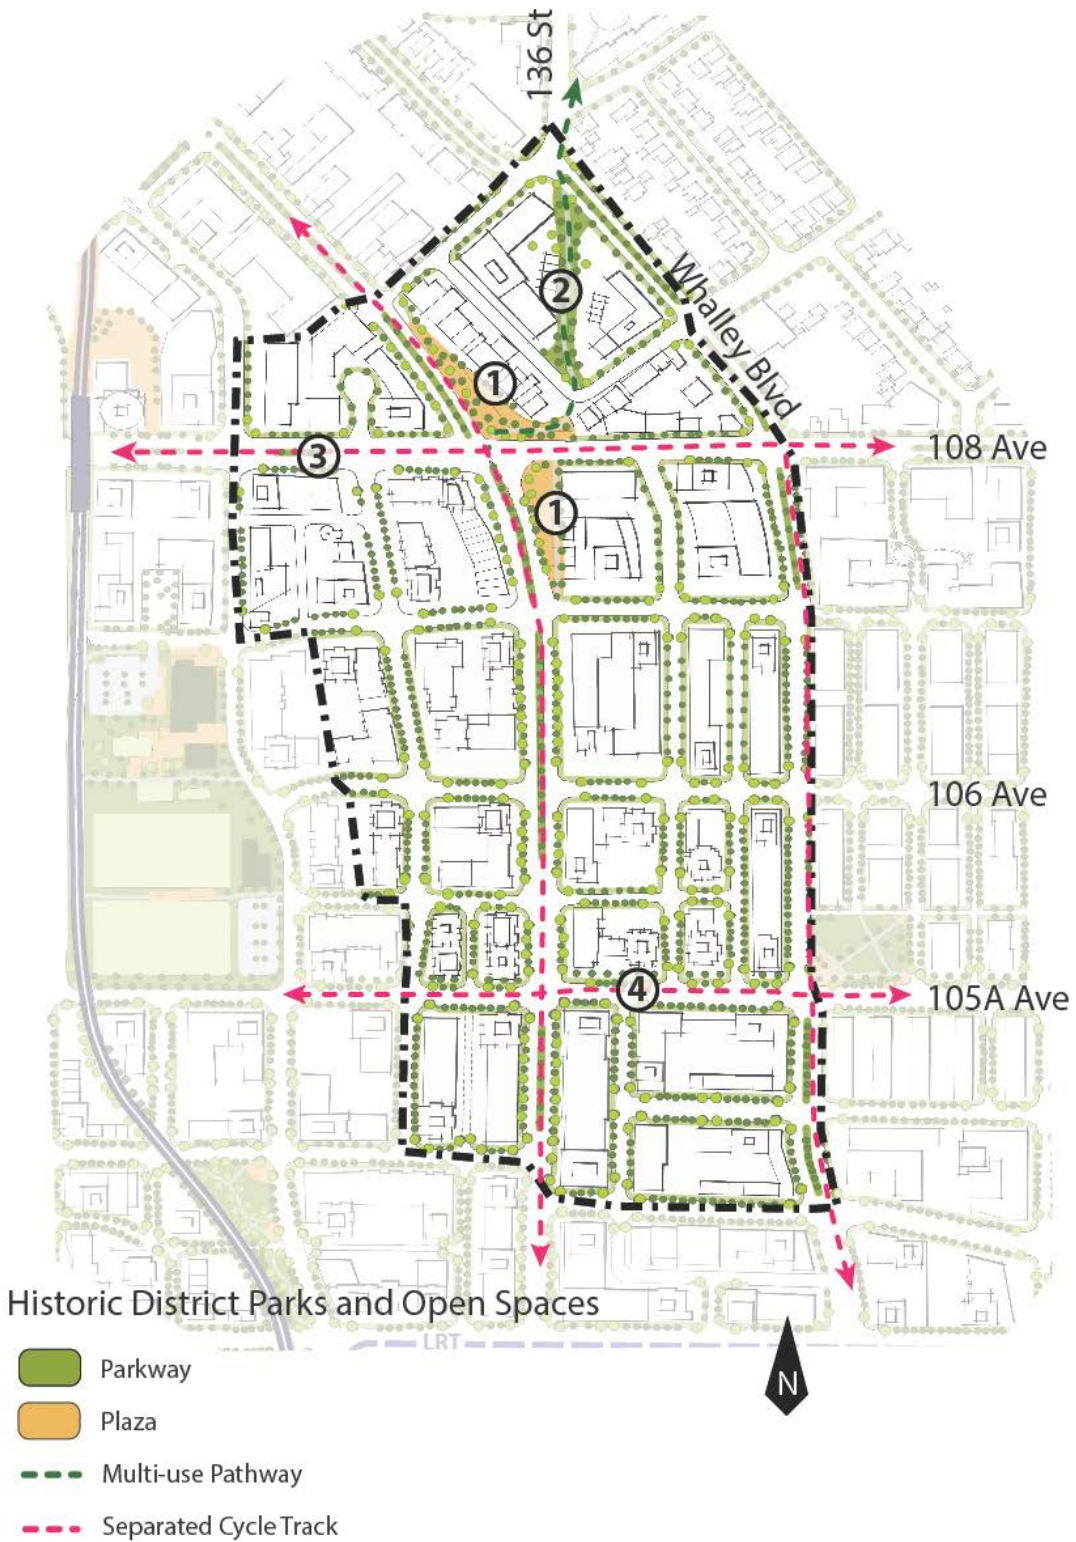 136 St
2
Whalley Blvd
1
108 Ave
3
1
106 Ave
4
105A Ave
Historic District Parks and Open Spaces
LRT
Parkway
N
Plaza
Multi-use Pathway
Separated Cycle Track